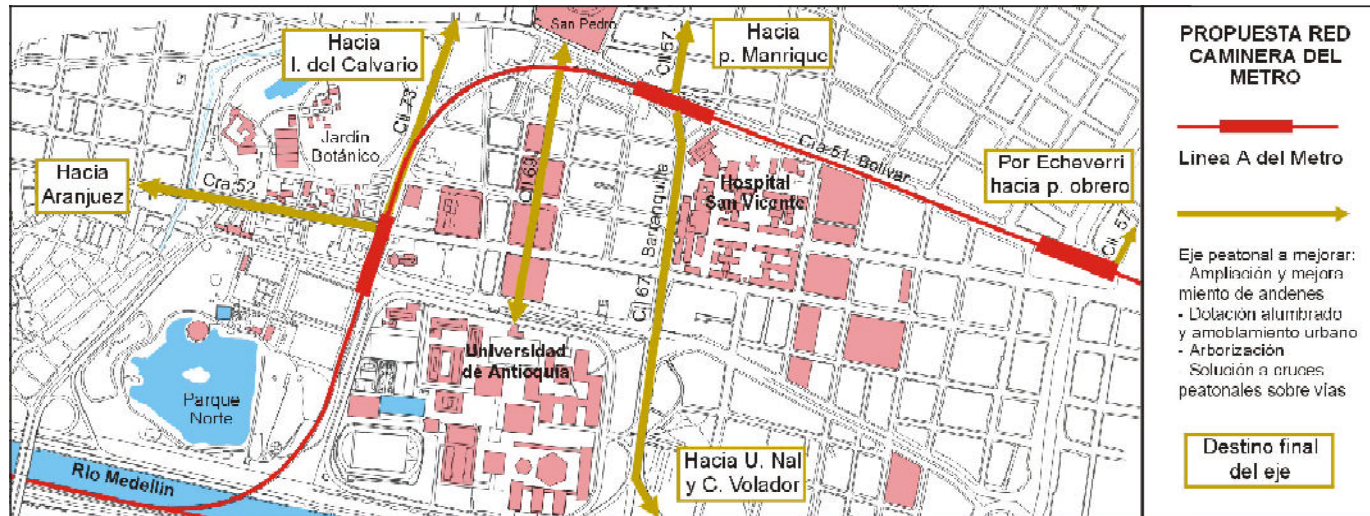 Hacia
I. del Calvario
C. San Pedro
Cll 57
Hacia
p. Manrique
Cll 73
Jardín
Botánico
Hacia
Aranjuez
Cra 52
Cll 69
Cll 67 Barranquilla
Hospital
San Vicente
Cra 51 Bolívar
Por Echeverri
hacia p. obrero
Cll 57
Universidad
de Antioquia
Parque
Norte
Río Medellín
Hacia U. Nal
y C. Volador
PROPUESTA RED
CAMINERA DEL
METRO
Línea A del Metro
Eje peatonal a mejorar:
- Ampliación y mejora
miento de andenes
- Dotación alumbrado
y amoblamiento urbano
- Arborización
- Solución a cruces
peatonales sobre vías
Destino final
del eje